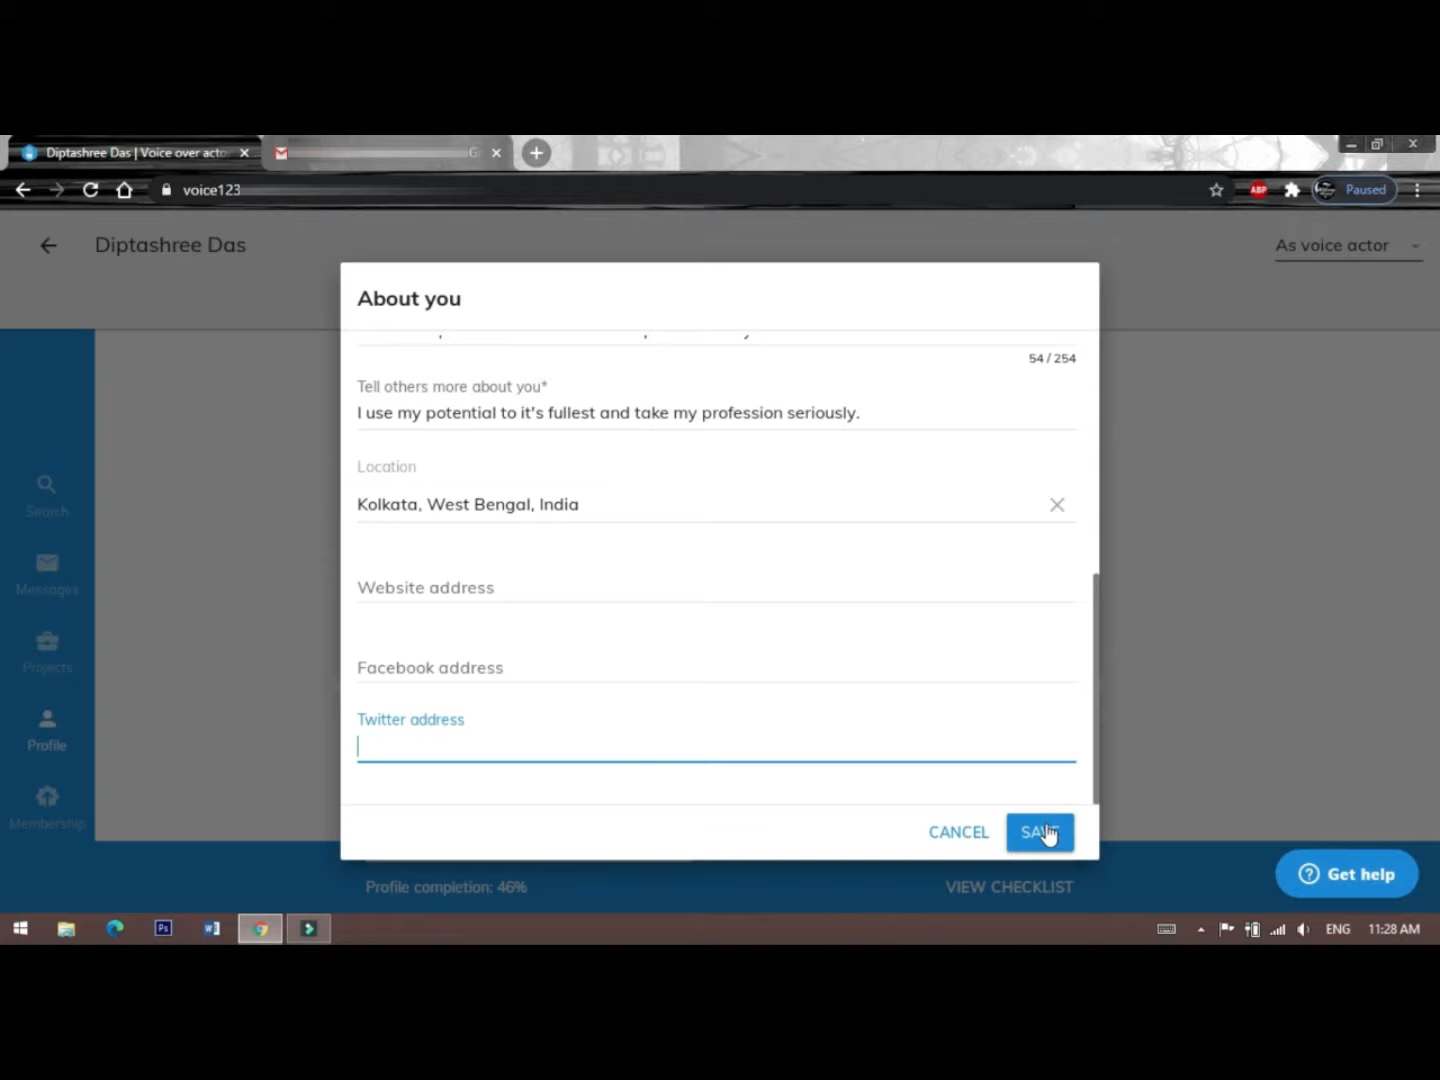 Diptashree Das | Voice over acto
G
voice123
ABP
Paused
Diptashree Das
As voice actor
About you
54 / 254
Tell others more about you*
I use my potential to it's fullest and take my profession seriously.
Location
Kolkata, West Bengal, India
Website address
Facebook address
Twitter address
Search
Messages
Projects
Profile
Membership
CANCEL
Profile completion: 46%
VIEW CHECKLIST
? Get help
Ps
W
ENG
11:28 AM